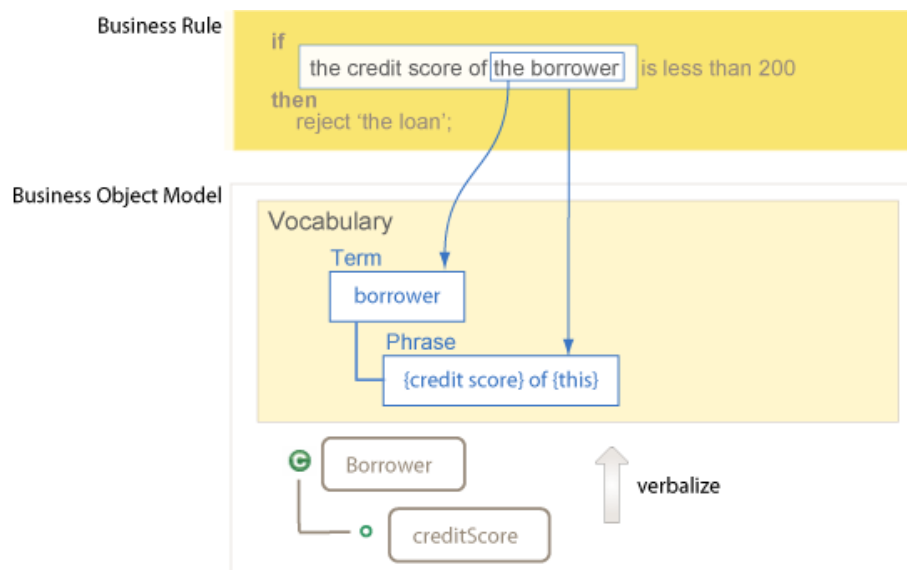 Business Rule
if
the credit score of the borrower is less than 200
then
reject ‘the loan’;
Business Object Model
Vocabulary
Term
borrower
Phrase
{credit score} of {this}
C
Borrower
verbalize
creditScore